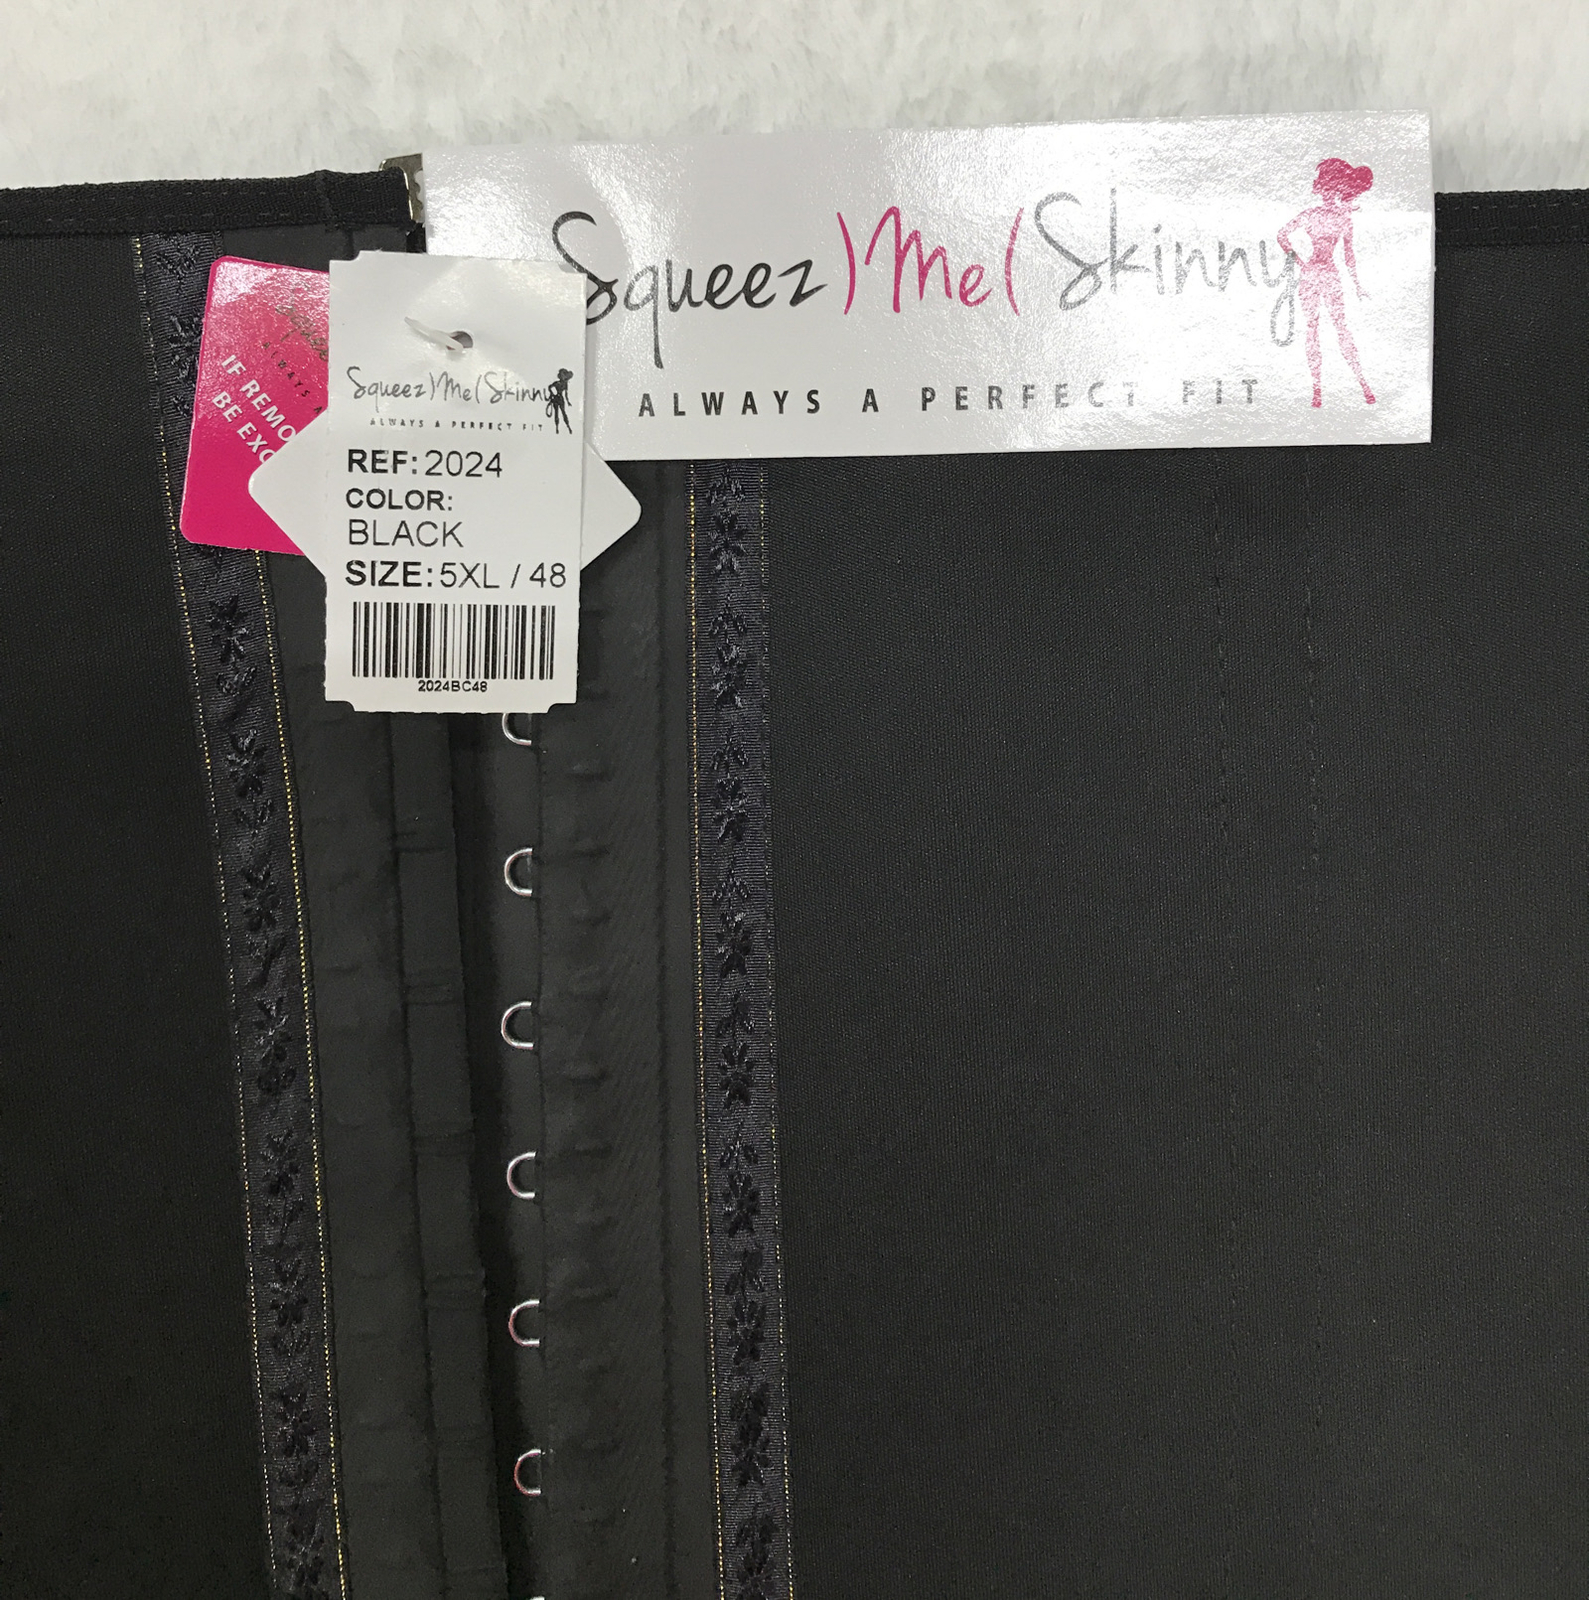 Squeez)Me(Skinny
ALWAYS A PERFECT FIT
IF REMO
BE EXC
Squeez)Me(Skinny
ALWAYS A PERFECT FIT
REF: 2024
COLOR:
BLACK
SIZE: 5XL / 48
2024BC48